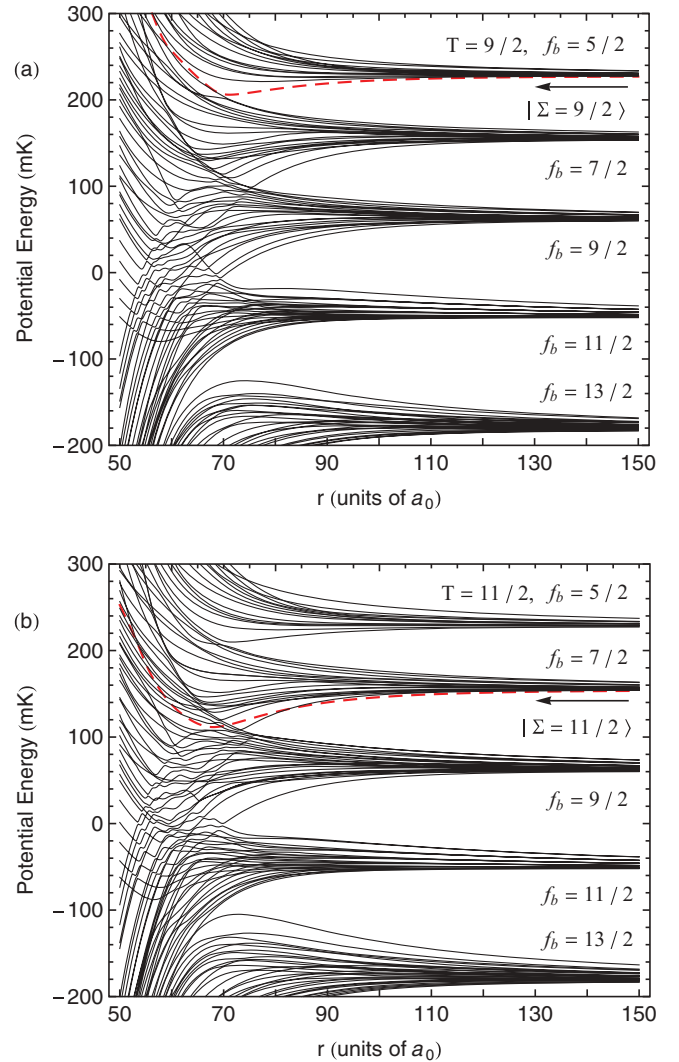 (a)
Potential Energy (mK)
300
200
100
0
−100
−200
T = 9 / 2, f_b = 5 / 2
| Σ = 9 / 2 ⟩
f_b = 7 / 2
f_b = 9 / 2
f_b = 11 / 2
f_b = 13 / 2
50 70 90 110 130 150
r (units of a_0)
(b)
Potential Energy (mK)
300
200
100
0
−100
−200
T = 11 / 2, f_b = 5 / 2
f_b = 7 / 2
| Σ = 11 / 2 ⟩
f_b = 9 / 2
f_b = 11 / 2
f_b = 13 / 2
50 70 90 110 130 150
r (units of a_0)